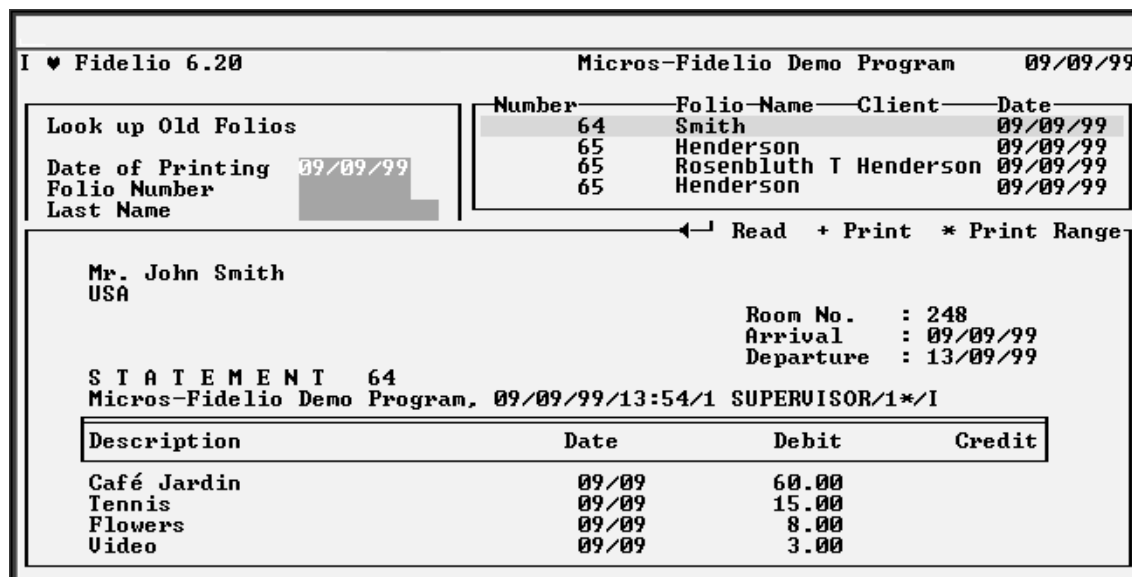 I ♥ Fidelio 6.20 Micros-Fidelio Demo Program 09/09/99
Look up Old Folios
Date of Printing 09/09/99
Folio Number
Last Name
Number Folio Name Client Date
64 Smith 09/09/99
65 Henderson 09/09/99
65 Rosenbluth T Henderson 09/09/99
65 Henderson 09/09/99
Read + Print * Print Range
Mr. John Smith
USA
Room No. : 248
Arrival : 09/09/99
Departure : 13/09/99
S T A T E M E N T 64
Micros-Fidelio Demo Program, 09/09/99/13:54/1 SUPERVISOR/1*/I
Description Date Debit Credit
Café Jardin 09/09 60.00
Tennis 09/09 15.00
Flowers 09/09 8.00
Video 09/09 3.00